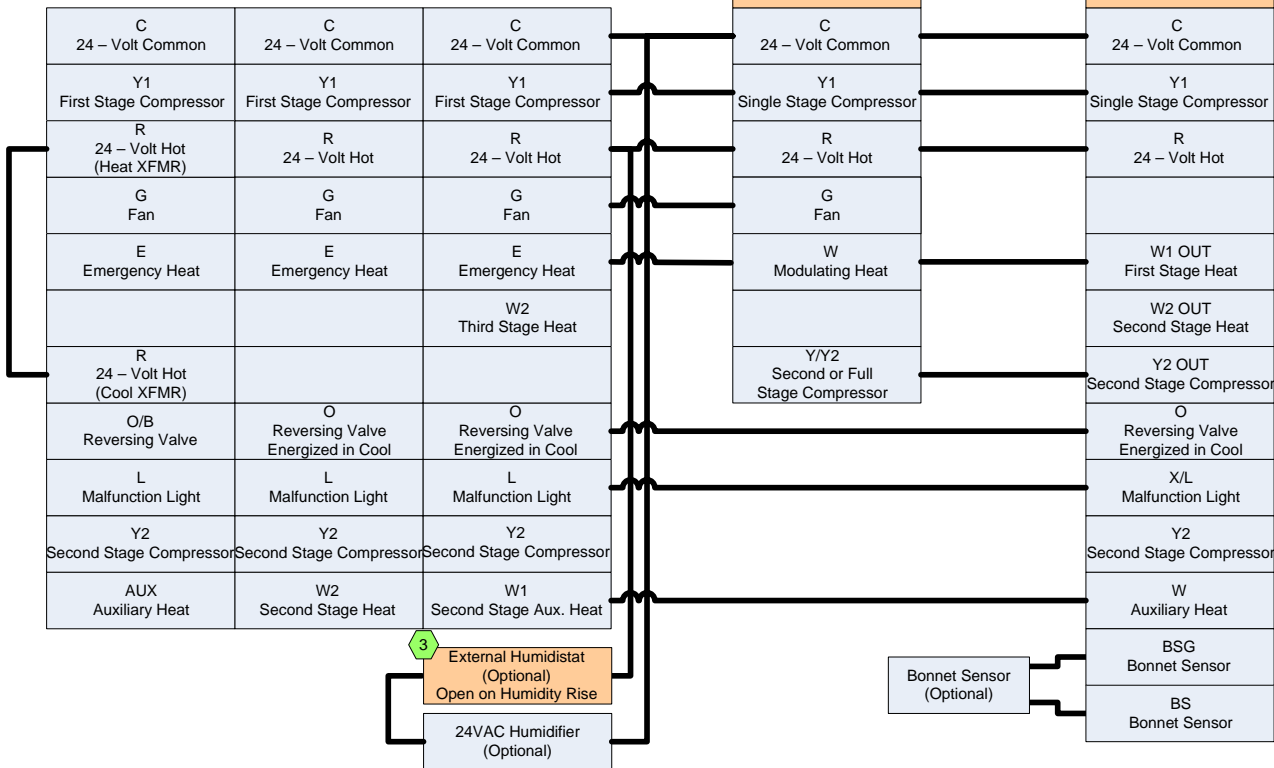 C
24 – Volt Common
C
24 – Volt Common
C
24 – Volt Common
C
24 – Volt Common
C
24 – Volt Common
Y1
First Stage Compressor
Y1
First Stage Compressor
Y1
First Stage Compressor
Y1
Single Stage Compressor
Y1
Single Stage Compressor
R
24 – Volt Hot
(Heat XFMR)
R
24 – Volt Hot
R
24 – Volt Hot
R
24 – Volt Hot
R
24 – Volt Hot
G
Fan
G
Fan
G
Fan
G
Fan
E
Emergency Heat
E
Emergency Heat
E
Emergency Heat
W
Modulating Heat
W1 OUT
First Stage Heat
W2
Third Stage Heat
W2 OUT
Second Stage Heat
R
24 – Volt Hot
(Cool XFMR)
Y/Y2
Second or Full
Stage Compressor
Y2 OUT
Second Stage Compressor
O/B
Reversing Valve
O
Reversing Valve
Energized in Cool
O
Reversing Valve
Energized in Cool
O
Reversing Valve
Energized in Cool
L
Malfunction Light
L
Malfunction Light
L
Malfunction Light
X/L
Malfunction Light
Y2
Second Stage Compressor
Y2
Second Stage Compressor
Y2
Second Stage Compressor
Y2
Second Stage Compressor
AUX
Auxiliary Heat
W2
Second Stage Heat
W1
Second Stage Aux. Heat
W
Auxiliary Heat
3
External Humidistat
(Optional)
Open on Humidity Rise
Bonnet Sensor
(Optional)
BSG
Bonnet Sensor
BS
Bonnet Sensor
24VAC Humidifier
(Optional)